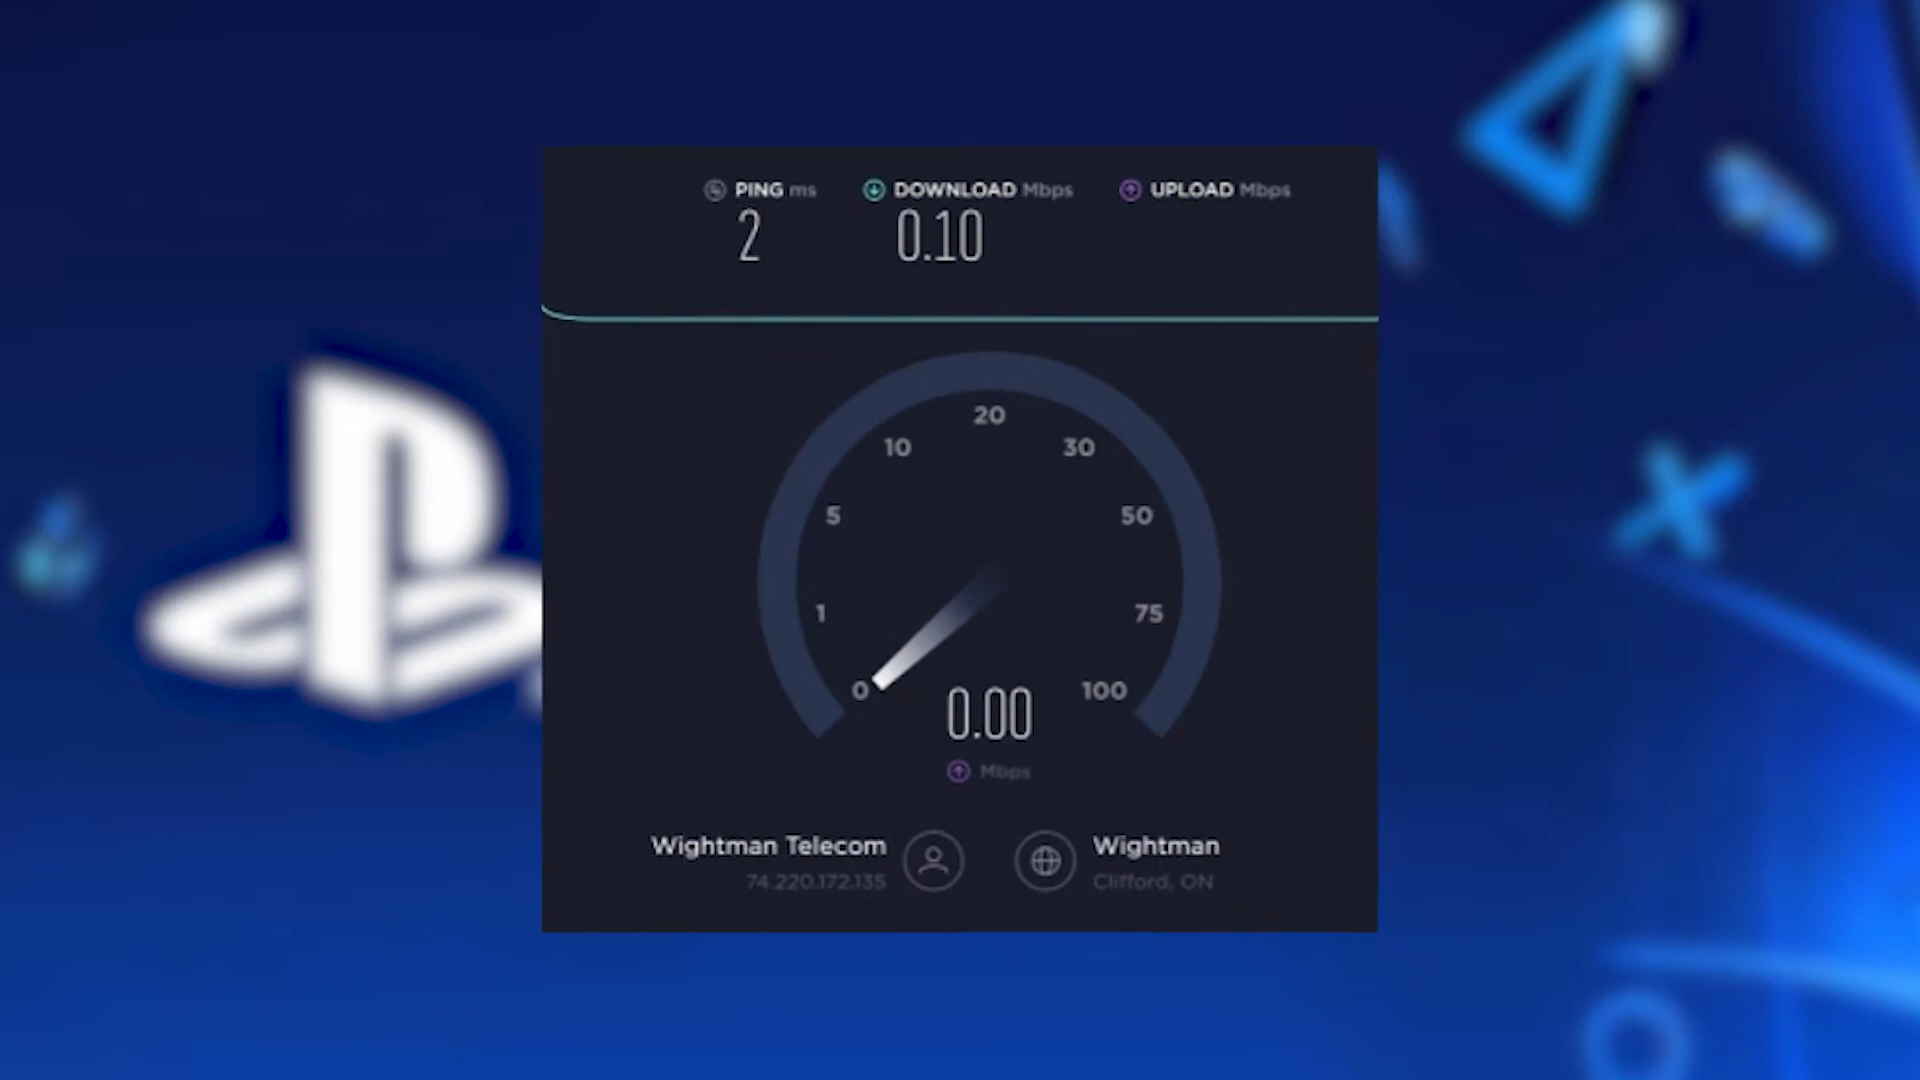 PING ms DOWNLOAD Mbps UPLOAD Mbps
2 0.10
20
10 30
5 50
1 75
0 100
0.00
Mbps
Wightman Telecom Wightman
74.220.172.135 Clifford, ON